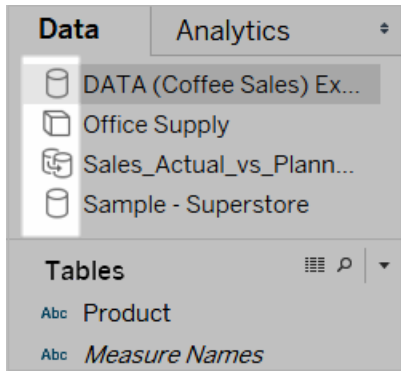 Data Analytics
DATA (Coffee Sales) Ex...
Office Supply
Sales_Actual_vs_Plann...
Sample - Superstore
Tables
Abc Product
Abc Measure Names